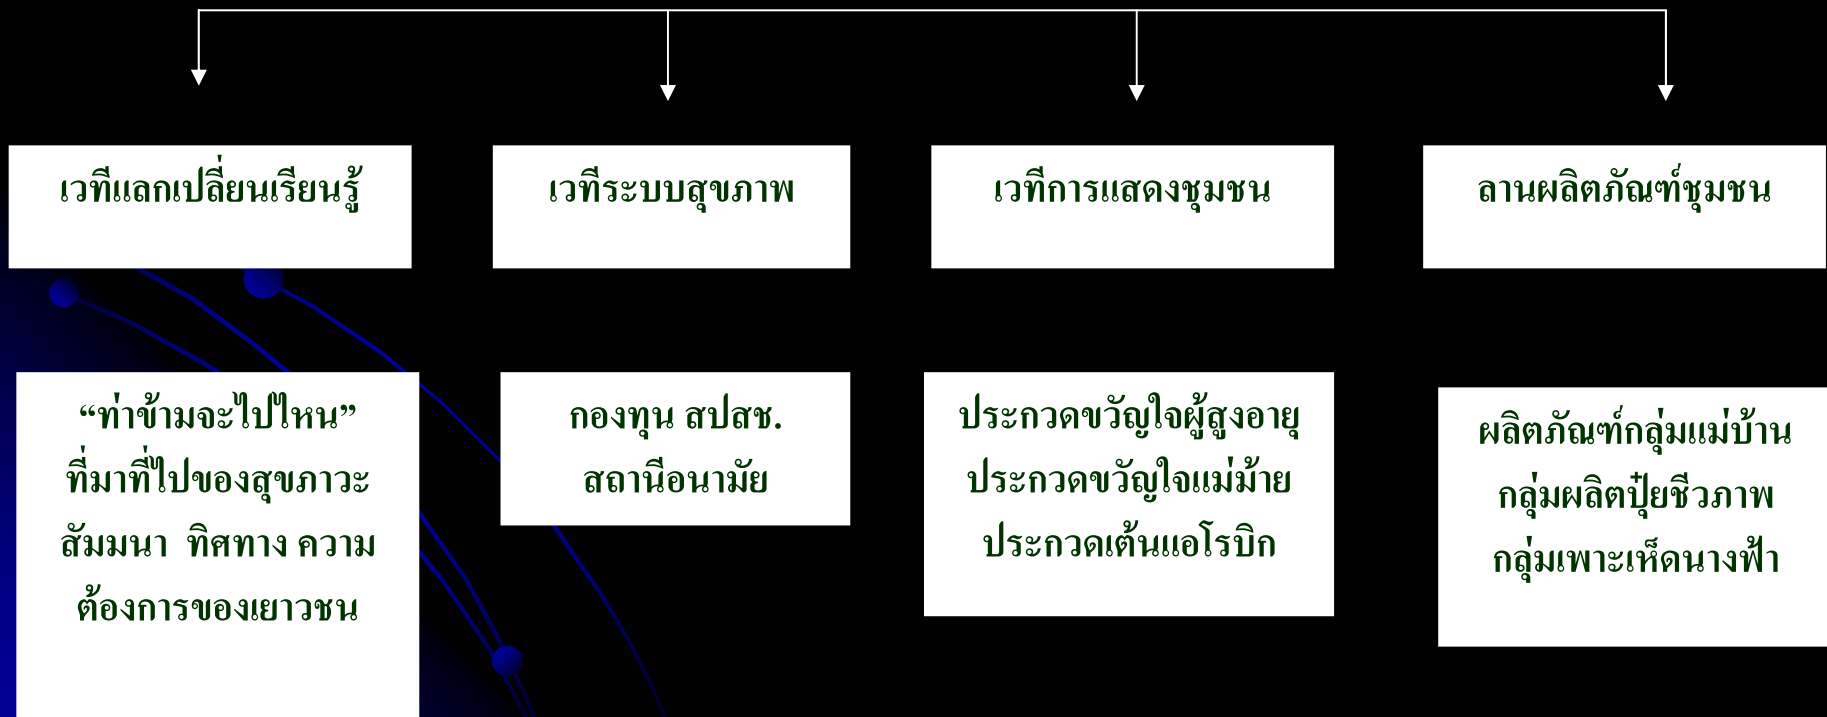 เวทีแลกเปลี่ยนเรียนรู้
เวทีระบบสุขภาพ
เวทีการแสดงชุมชน
ลานผลิตภัณฑ์ชุมชน
“ท่าข้ามจะไปไหน”
ที่มาที่ไปของสุขภาวะ
สัมมนา ทิศทาง ความ
ต้องการของเยาวชน
กองทุน สปสช.
สถานีอนามัย
ประกวดขวัญใจผู้สูงอายุ
ประกวดขวัญใจแม่ม้าย
ประกวดเต้นแอโรบิก
ผลิตภัณฑ์กลุ่มแม่บ้าน
กลุ่มผลิตปุ๋ยชีวภาพ
กลุ่มเพาะเห็ดนางฟ้า